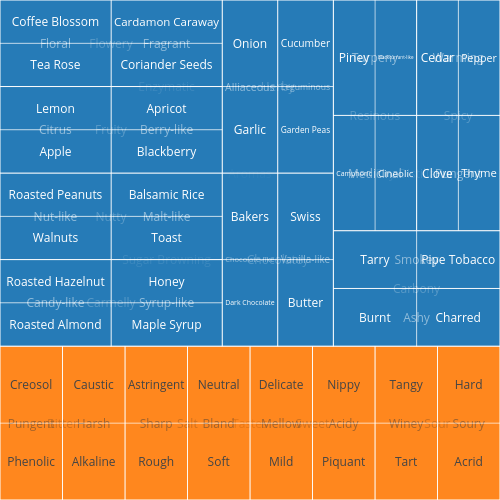 Coffee Blossom
Cardamon Caraway
Floral
Flowery
Fragrant
Tea Rose
Coriander Seeds
Onion
Cucumber
Piney
Turpeny
Blackcurrant-like
Cedar
Warming
Pepper
Enzymatic
Alliaceous
Leguminous
Lemon
Apricot
Resinous
Spicy
Citrus
Fruity
Berry-like
Garlic
Garden Peas
Apple
Blackberry
Camphoric
Medicinal
Cineolic
Clove
Pungent
Thyme
Roasted Peanuts
Balsamic Rice
Nut-like
Nutty
Malt-like
Bakers
Swiss
Walnuts
Toast
Sugar Browning
Chocolate-like
Chocolatey
Vanilla-like
Tarry
Smokey
Pipe Tobacco
Roasted Hazelnut
Honey
Carbony
Candy-like
Carmelly
Syrup-like
Dark Chocolate
Butter
Burnt
Ashy
Charred
Roasted Almond
Maple Syrup
Creosol
Caustic
Astringent
Neutral
Delicate
Nippy
Tangy
Hard
Pungent
Bitter
Harsh
Sharp
Salt
Bland
Tastes
Mellow
Sweet
Acidy
Winey
Sour
Soury
Phenolic
Alkaline
Rough
Soft
Mild
Piquant
Tart
Acrid